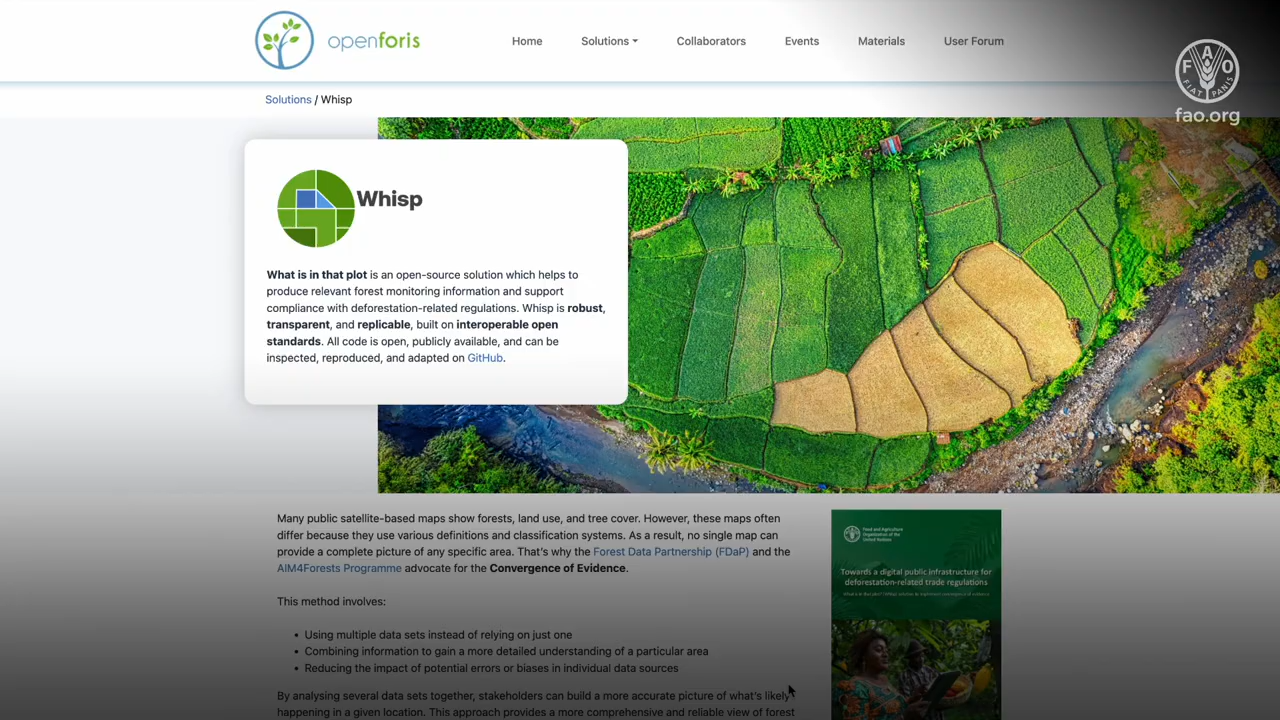 openforis
Home
Solutions
Collaborators
Events
Materials
User Forum
FAO
FIAT PANIS
fao.org
Solutions / Whisp
Whisp
What is in that plot is an open-source solution which helps to
produce relevant forest monitoring information and support
compliance with deforestation-related regulations. Whisp is robust,
transparent, and replicable, built on interoperable open
standards. All code is open, publicly available, and can be
inspected, reproduced, and adapted on GitHub.
Many public satellite-based maps show forests, land use, and tree cover. However, these maps often
differ because they use various definitions and classification systems. As a result, no single map can
provide a complete picture of any specific area. That's why the Forest Data Partnership (FDaP) and the
AIM4Forests Programme advocate for the Convergence of Evidence.
This method involves:
• Using multiple data sets instead of relying on just one
• Combining information to gain a more detailed understanding of a particular area
• Reducing the impact of potential errors or biases in individual data sources
By analysing several data sets together, stakeholders can build a more accurate picture of what's likely
happening in a given location. This approach provides a more comprehensive and reliable view of forest
Food and Agriculture
Organization of the
United Nations
Towards a digital public infrastructure for
deforestation-related trade regulations